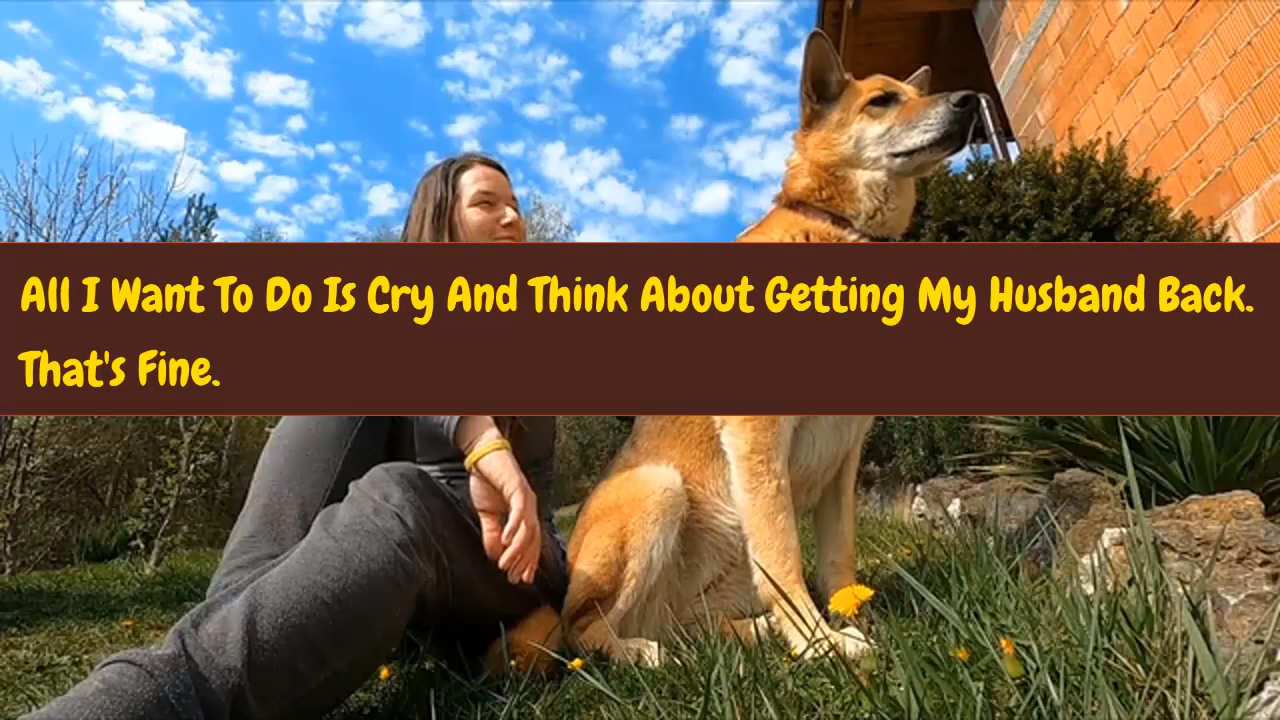 All I Want To Do Is Cry And Think About Getting My Husband Back.
That's Fine.